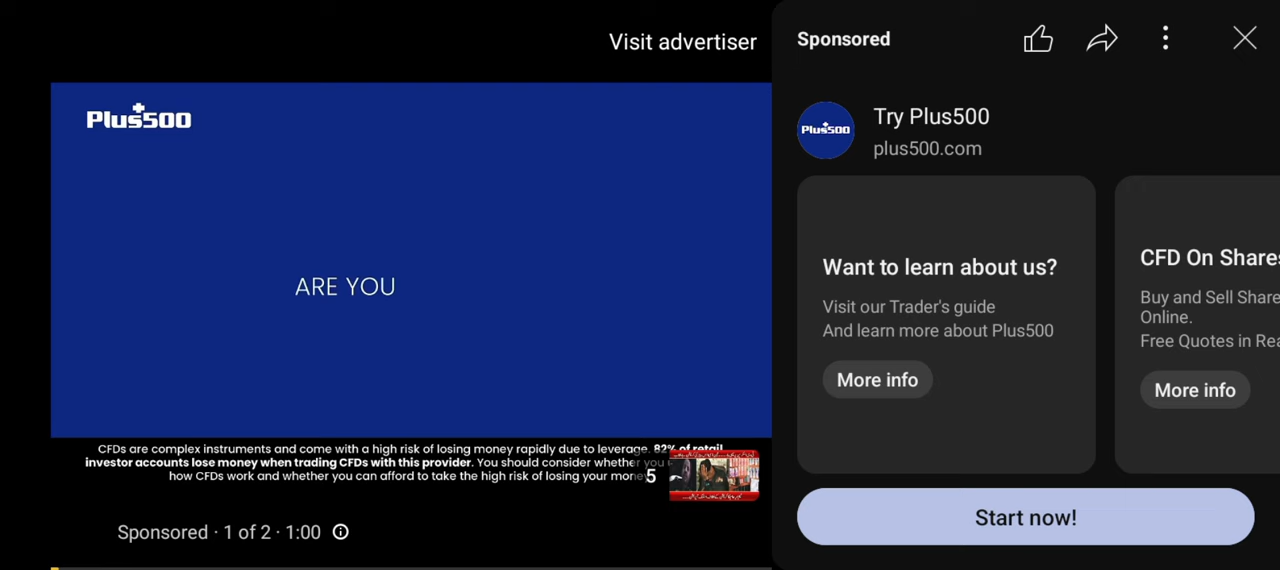 Visit advertiser
Plus500
ARE YOU
CFDs are complex instruments and come with a high risk of losing money rapidly due to leverage. 82% of retail
investor accounts lose money when trading CFDs with this provider. You should consider whether you
how CFDs work and whether you can afford to take the high risk of losing your money
5
Sponsored · 1 of 2 · 1:00
Sponsored
Plus500
Try Plus500
plus500.com
Want to learn about us?
Visit our Trader's guide
And learn more about Plus500
More info
CFD On Shares
Buy and Sell Share
Online.
Free Quotes in Rea
More info
Start now!